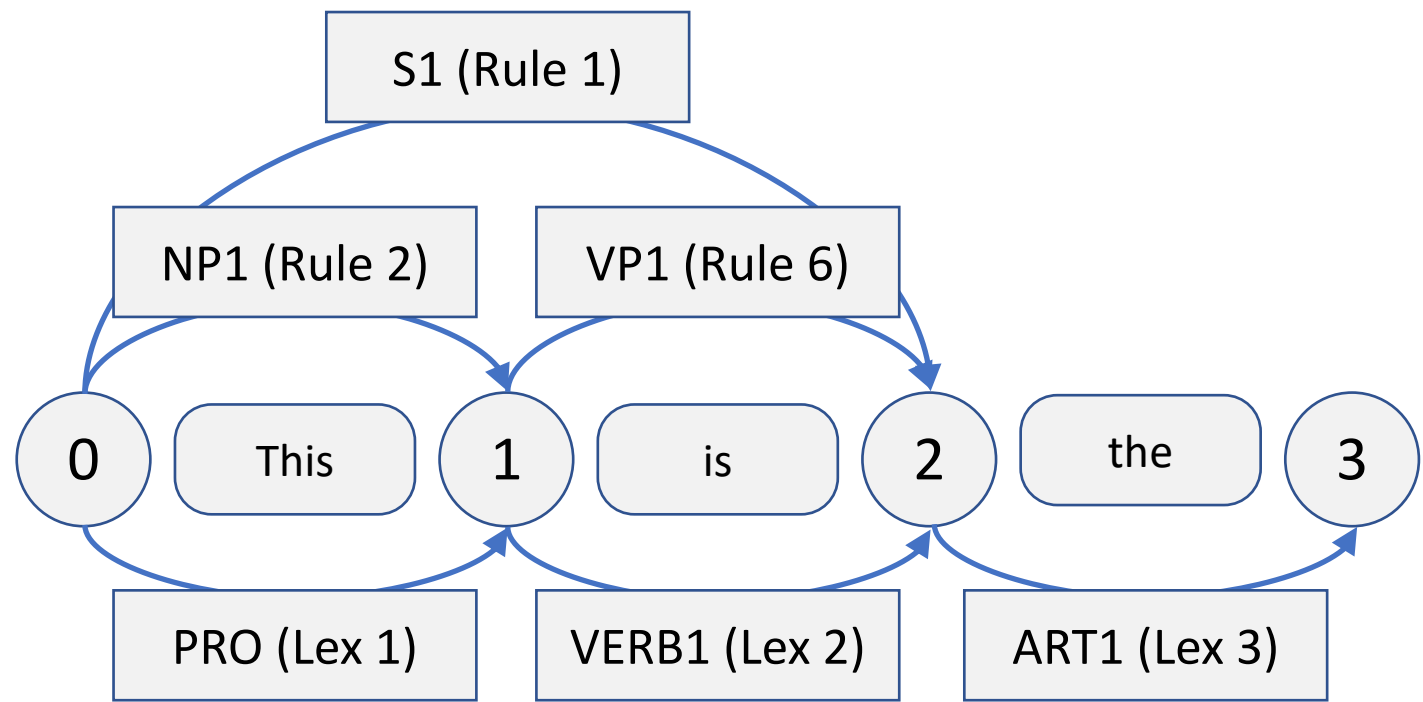 S1 (Rule 1)
NP1 (Rule 2)
VP1 (Rule 6)
0
This
1
is
2
the
3
PRO (Lex 1)
VERB1 (Lex 2)
ART1 (Lex 3)